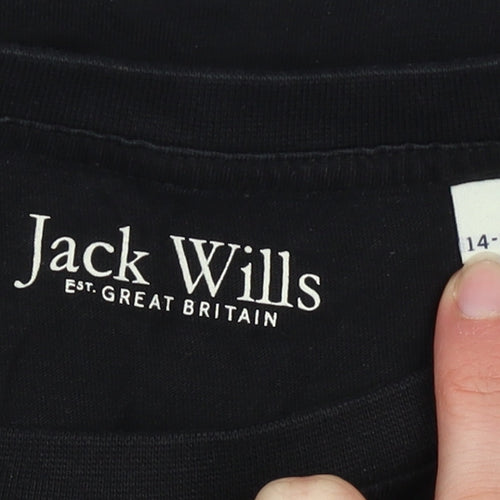 Jack Wills
EST. GREAT BRITAIN
14-